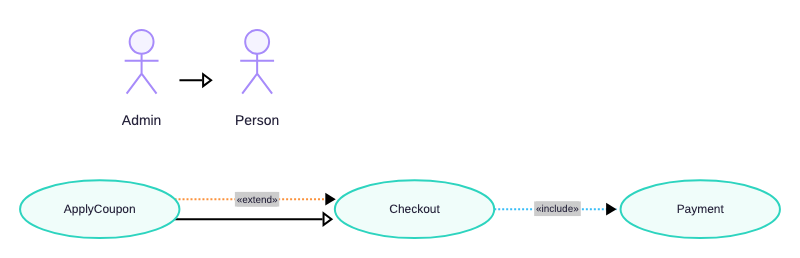 Admin
Person
«extend»
ApplyCoupon
Checkout
«include»
Payment